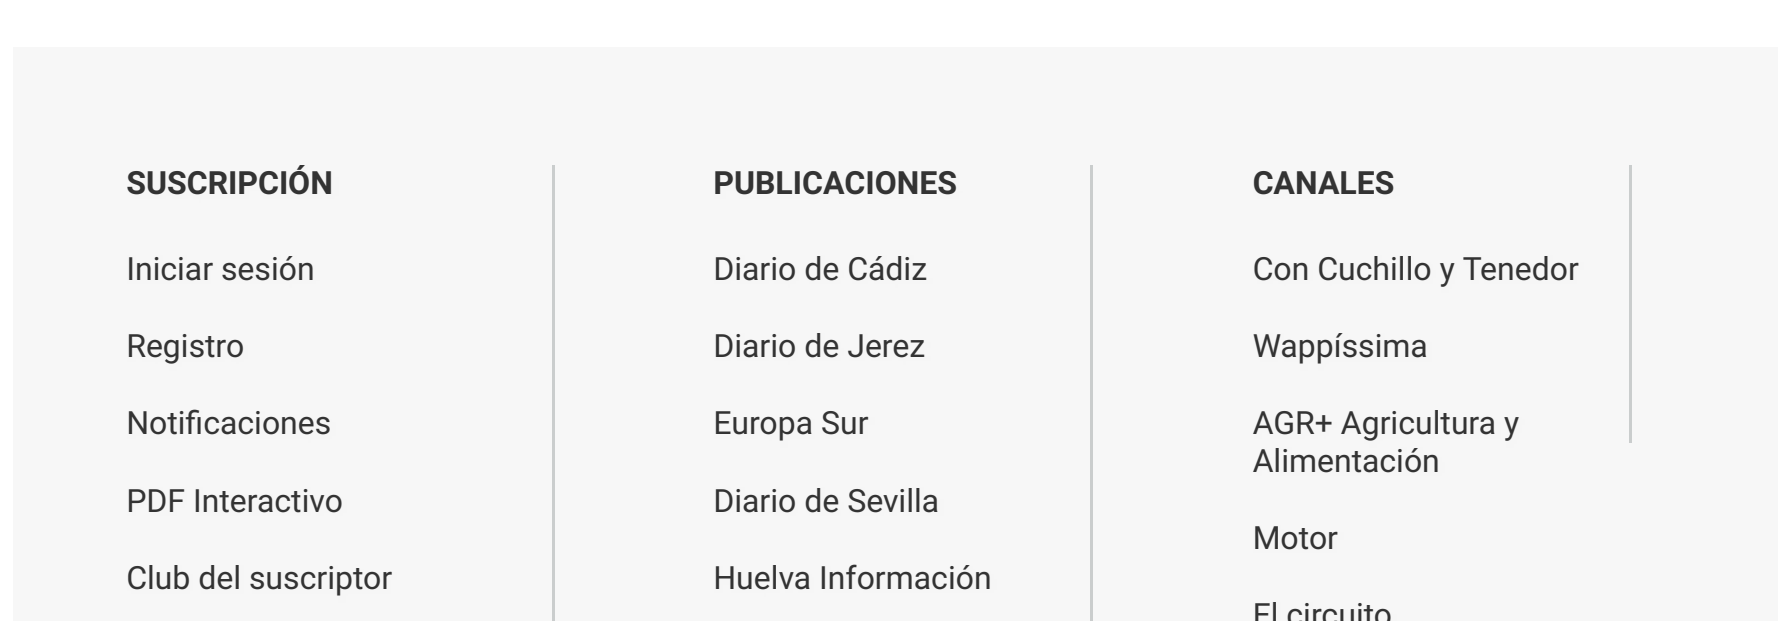 SUSCRIPCIÓN
Iniciar sesión
Registro
Notificaciones
PDF Interactivo
Club del suscriptor
PUBLICACIONES
Diario de Cádiz
Diario de Jerez
Europa Sur
Diario de Sevilla
Huelva Información
CANALES
Con Cuchillo y Tenedor
Wappíssima
AGR+ Agricultura y
Alimentación
Motor
El circuito